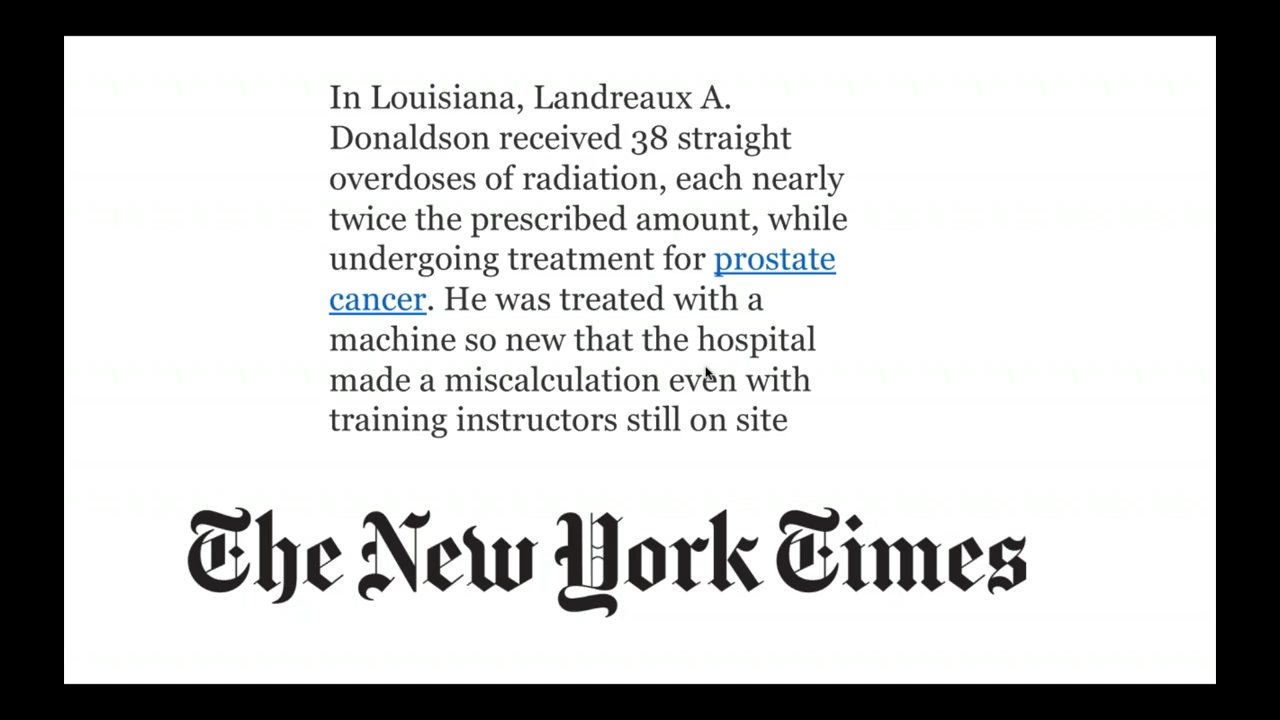 In Louisiana, Landreaux A.
Donaldson received 38 straight
overdoses of radiation, each nearly
twice the prescribed amount, while
undergoing treatment for prostate
cancer. He was treated with a
machine so new that the hospital
made a miscalculation even with
training instructors still on site
The New York Times